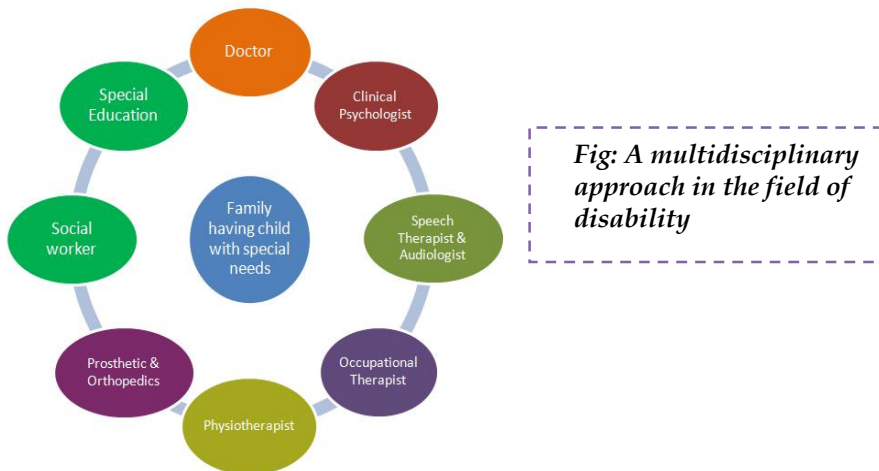 Doctor
Clinical
Psychologist
Speech
Therapist &
Audiologist
Occupational
Therapist
Physiotherapist
Prosthetic &
Orthopedics
Social
worker
Special
Education
Family
having child
with special
needs
Fig: A multidisciplinary
approach in the field of
disability